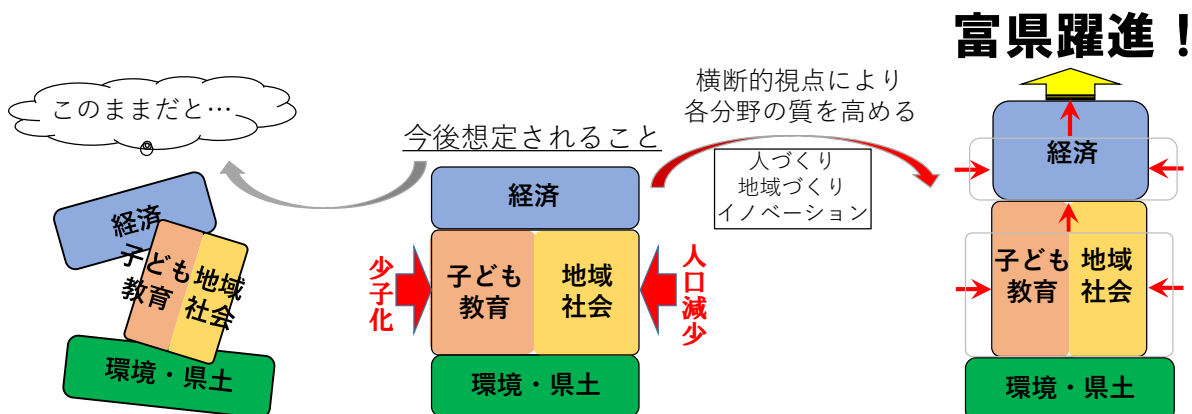 富県躍進！
このままだと…
今後想定されること
横断的視点により
各分野の質を高める
人づくり
地域づくり
イノベーション
経済
子ども
教育
地域
社会
環境・県土
少子化
経済
子ども
教育
地域
社会
環境・県土
人口減少
経済
子ども
教育
地域
社会
環境・県土